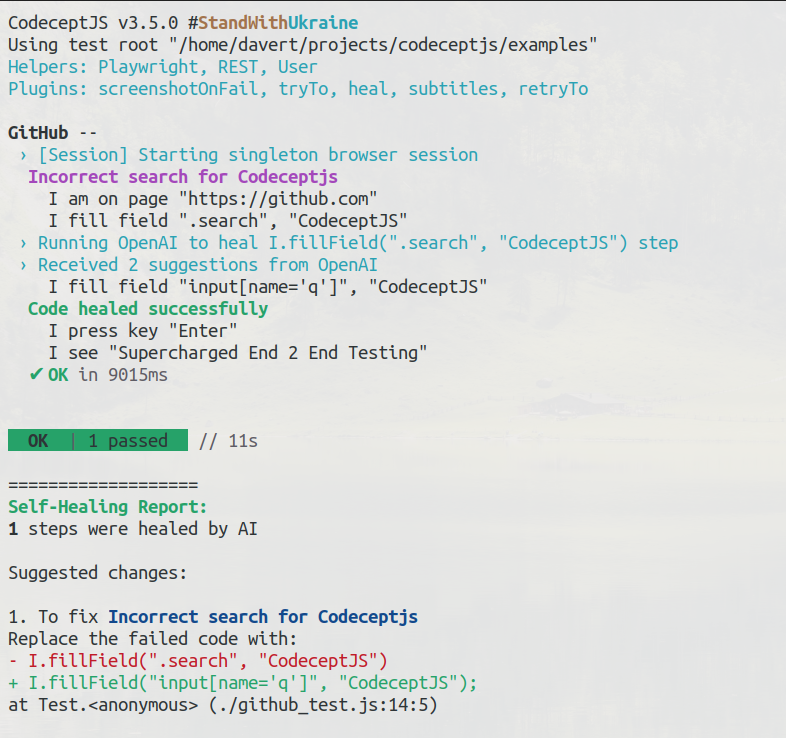 CodeceptJS v3.5.0 #StandWithUkraine
Using test root "/home/davert/projects/codeceptjs/examples"
Helpers: Playwright, REST, User
Plugins: screenshotOnFail, tryTo, heal, subtitles, retryTo
GitHub --
› [Session] Starting singleton browser session
Incorrect search for Codeceptjs
I am on page "https://github.com"
I fill field ".search", "CodeceptJS"
› Running OpenAI to heal I.fillField(".search", "CodeceptJS") step
› Received 2 suggestions from OpenAI
I fill field "input[name='q']", "CodeceptJS"
Code healed successfully
I press key "Enter"
I see "Supercharged End 2 End Testing"
✔ OK in 9015ms
OK | 1 passed // 11s
===================
Self-Healing Report:
1 steps were healed by AI
Suggested changes:
1. To fix Incorrect search for Codeceptjs
Replace the failed code with:
- I.fillField(".search", "CodeceptJS")
+ I.fillField("input[name='q']", "CodeceptJS");
at Test.<anonymous> (./github_test.js:14:5)